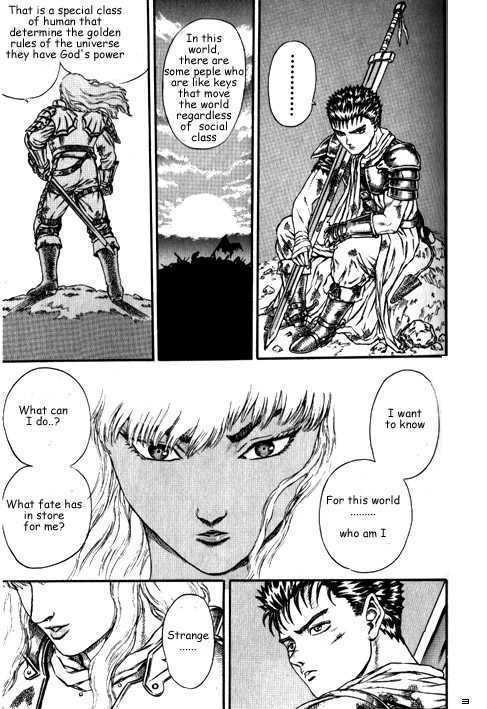 ..........
In this
world,
there are
some peple who
are like keys
that move
the world
regardless
of social
class
That is a special class
of human that
determine the golden
rules of the universe
they have God's power
I want
to know
For this world
.........
who am I
What can
I do..?
What fate has
in store
for me?
Strange
......